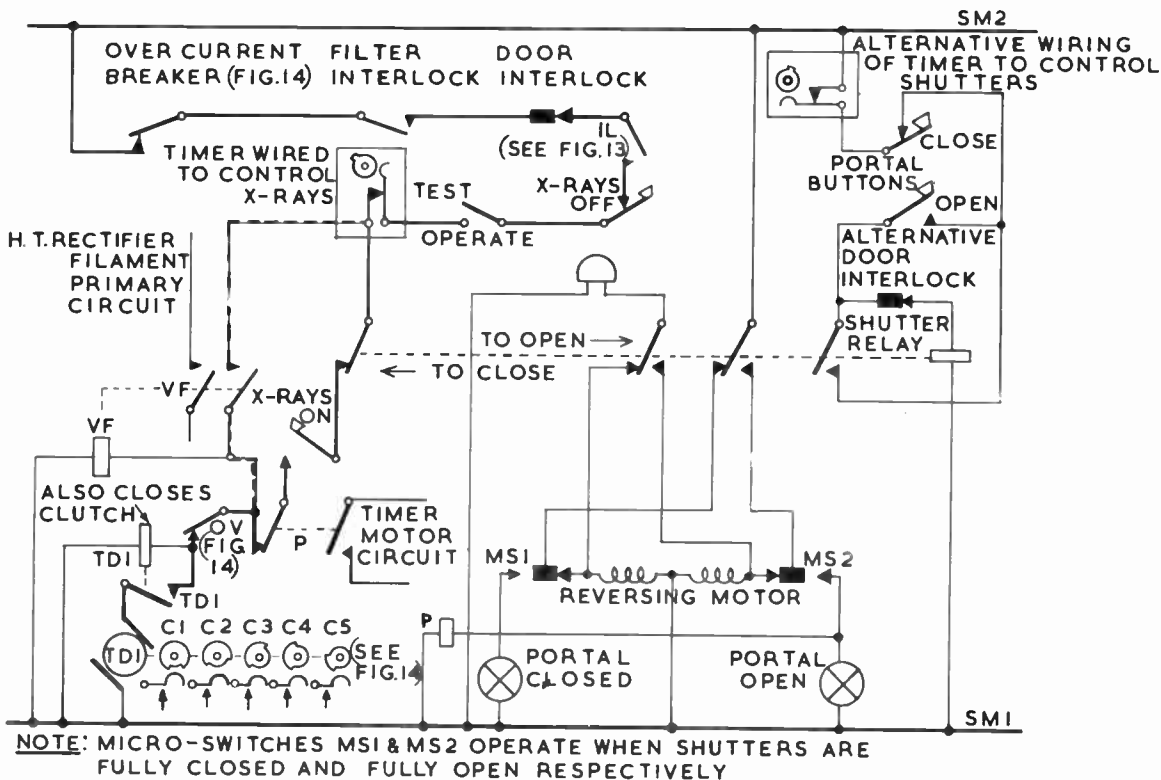 SM2
OVER CURRENT
BREAKER (FIG.14)
FILTER
INTERLOCK
DOOR
INTERLOCK
ALTERNATIVE WIRING
OF TIMER TO CONTROL
SHUTTERS
IL
(SEE FIG.13)
CLOSE
PORTAL
BUTTONS
TIMER WIRED
TO CONTROL
X-RAYS
TEST
OPERATE
X-RAYS
OFF
OPEN
ALTERNATIVE
DOOR
INTERLOCK
H.T. RECTIFIER
FILAMENT
PRIMARY
CIRCUIT
SHUTTER
RELAY
TO OPEN
TO CLOSE
VF
X-RAYS
ON
VF
ALSO CLOSES
CLUTCH
OV
(FIG
14)
P
TIMER
MOTOR
CIRCUIT
TDI
TDI
MS1
MS2
REVERSING MOTOR
TDI
C1 C2 C3 C4 C5
(SEE
FIG.14)
P
PORTAL
CLOSED
PORTAL
OPEN
SM1
NOTE: MICRO-SWITCHES MS1 & MS2 OPERATE WHEN SHUTTERS ARE
FULLY CLOSED AND FULLY OPEN RESPECTIVELY